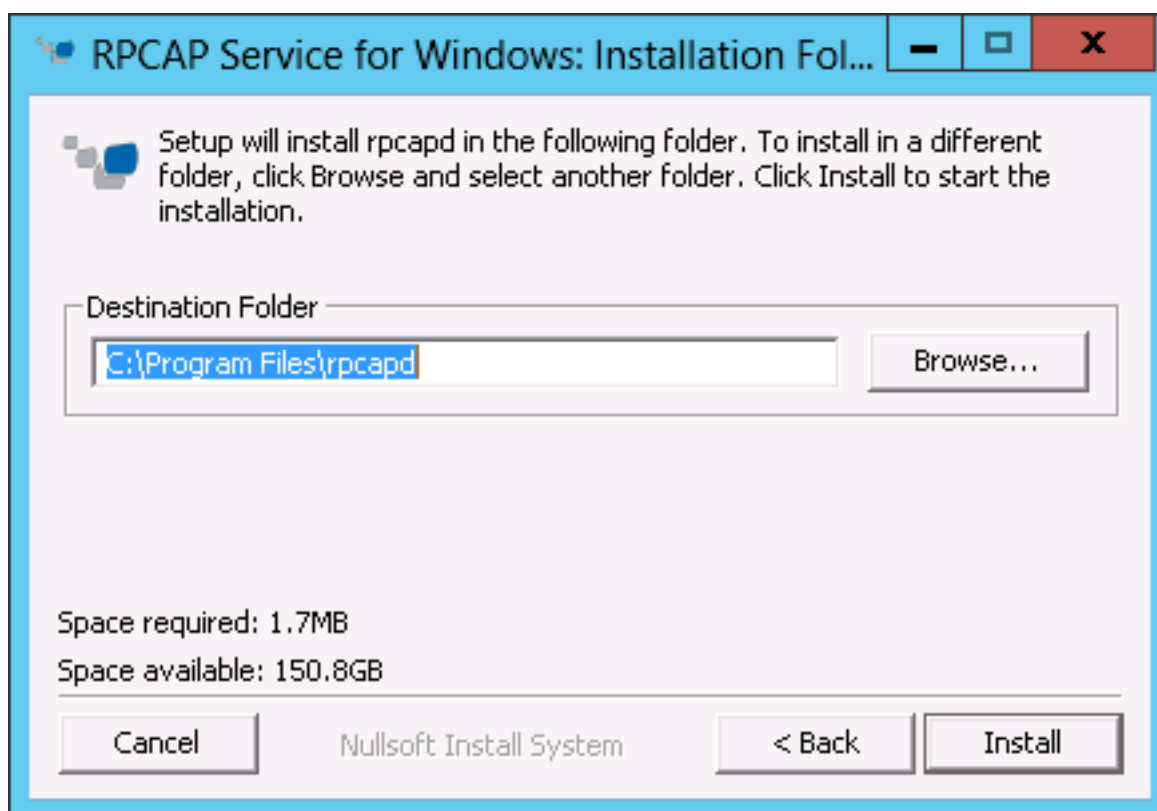 RPCAP Service for Windows: Installation Fol...
Setup will install rpcapd in the following folder. To install in a different
folder, click Browse and select another folder. Click Install to start the
installation.
Destination Folder
C:\Program Files\rpcapd
Browse...
Space required: 1.7MB
Space available: 150.8GB
Cancel
Nullsoft Install System
< Back
Install